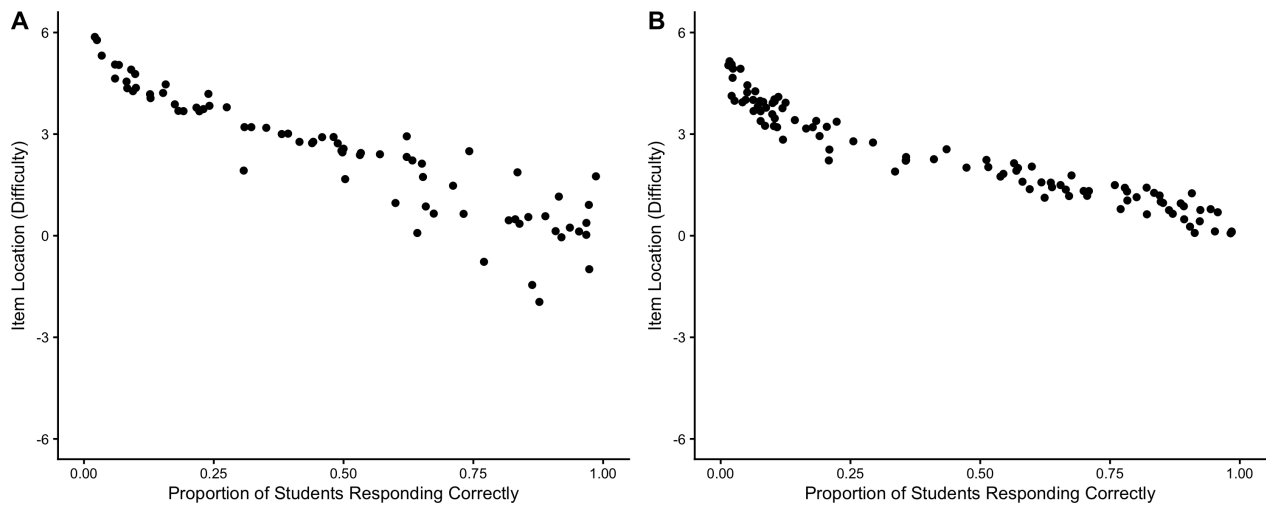 A
Item Location (Difficulty)
6
3
0
-3
-6
0.00 0.25 0.50 0.75 1.00
Proportion of Students Responding Correctly
B
Item Location (Difficulty)
6
3
0
-3
-6
0.00 0.25 0.50 0.75 1.00
Proportion of Students Responding Correctly